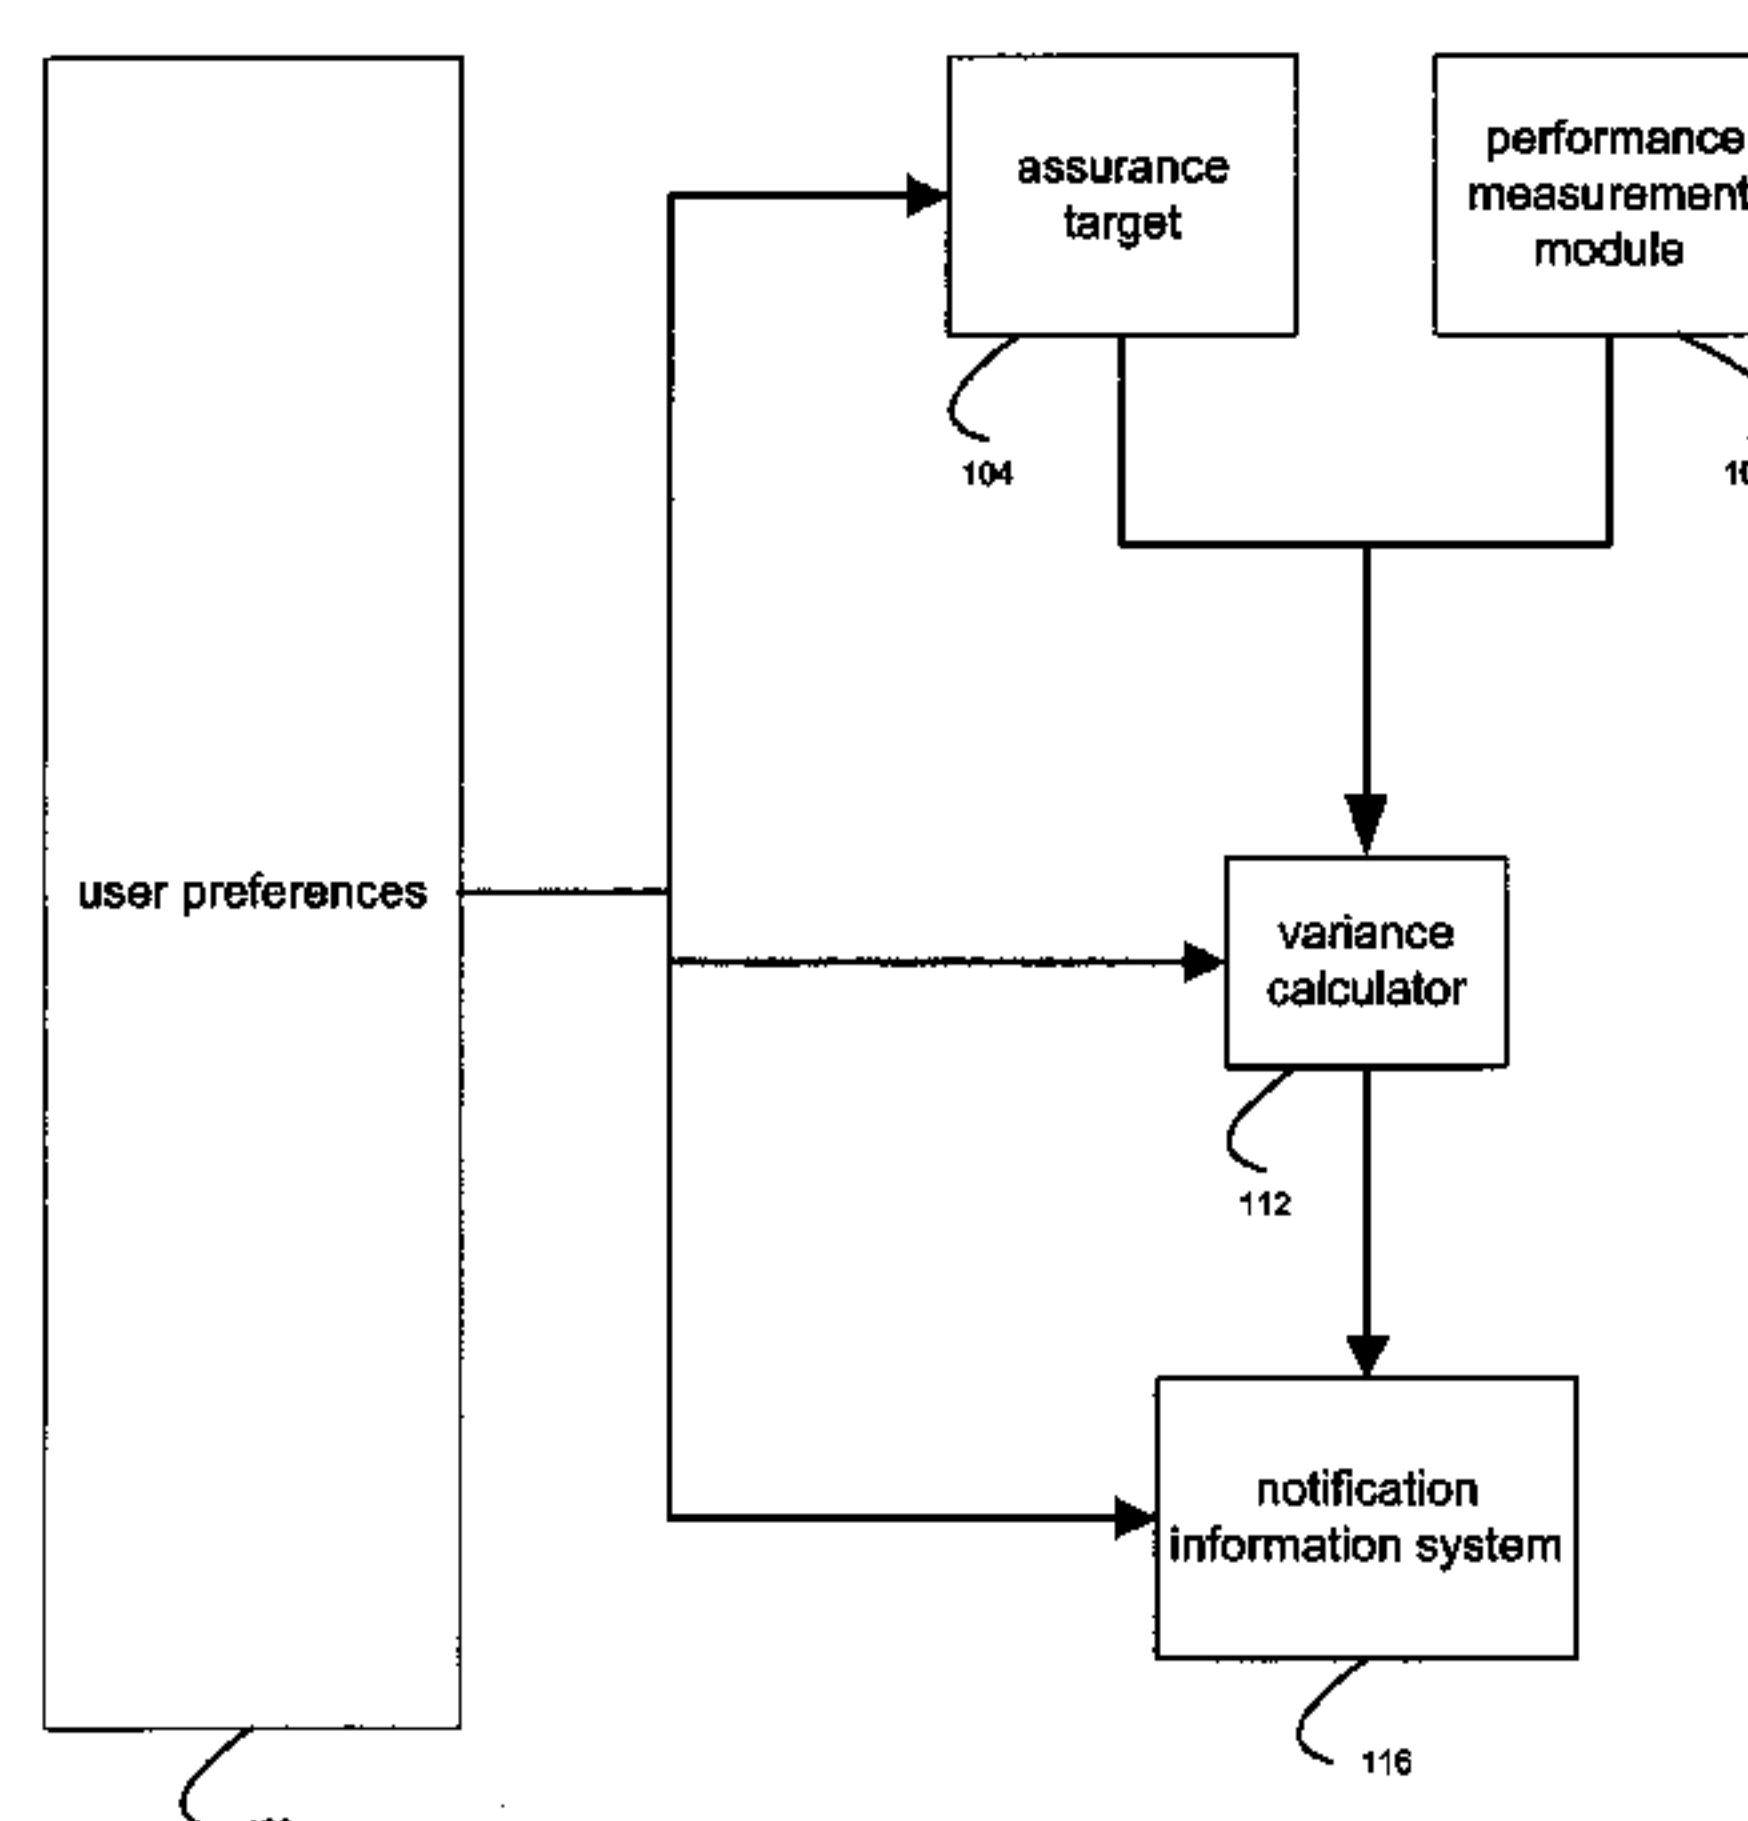 assurance
target
performance
measurement
module
104
user preferences
variance
calculator
112
notification
information system
116